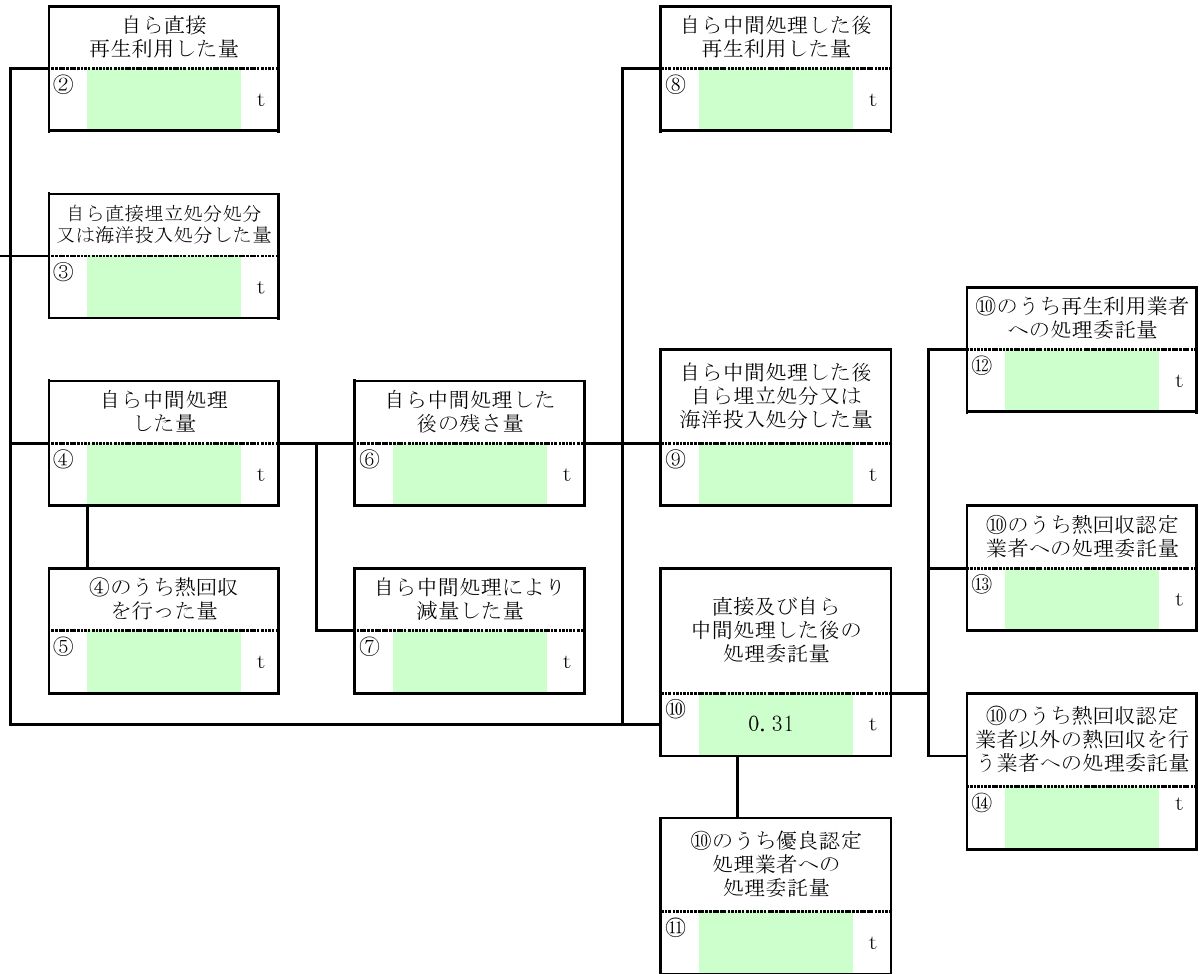 自ら直接
再生利用した量
② t
自ら直接埋立処分処分
又は海洋投入処分した量
③ t
自ら中間処理
した量
④ t
④のうち熱回収
を行った量
⑤ t
自ら中間処理した
後の残さ量
⑥ t
自ら中間処理により
減量した量
⑦ t
自ら中間処理した後
再生利用した量
⑧ t
自ら中間処理した後
自ら埋立処分又は
海洋投入処分した量
⑨ t
直接及び自ら
中間処理した後の
処理委託量
⑩ 0.31 t
⑩のうち優良認定
処理業者への
処理委託量
⑪ t
⑩のうち再生利用業者
への処理委託量
⑫ t
⑩のうち熱回収認定
業者への処理委託量
⑬ t
⑩のうち熱回収認定
業者以外の熱回収を行
う業者への処理委託量
⑭ t